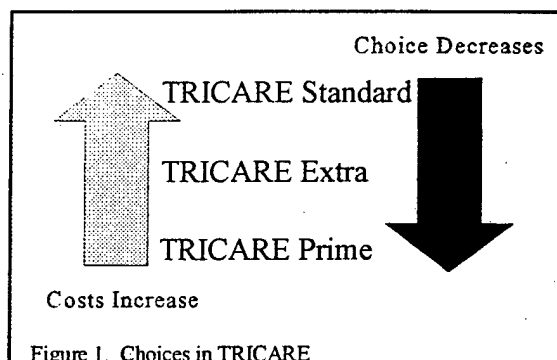 Choice Decreases
TRICARE Standard
TRICARE Extra
TRICARE Prime
Costs Increase
Figure 1. Choices in TRICARE